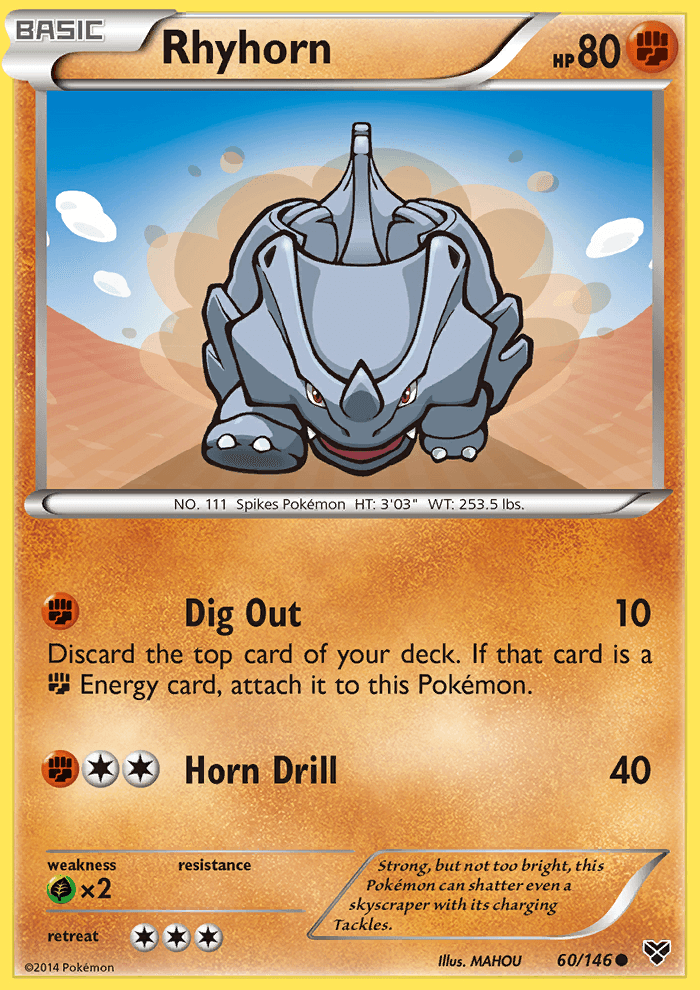 BASIC
Rhyhorn
HP 80
NO. 111 Spikes Pokémon HT: 3'03" WT: 253.5 lbs.
Dig Out 10
Discard the top card of your deck. If that card is a
Energy card, attach it to this Pokémon.
Horn Drill 40
weakness resistance
×2
retreat
Strong, but not too bright, this
Pokémon can shatter even a
skyscraper with its charging
Tackles.
©2014 Pokémon
Illus. MAHOU 60/146